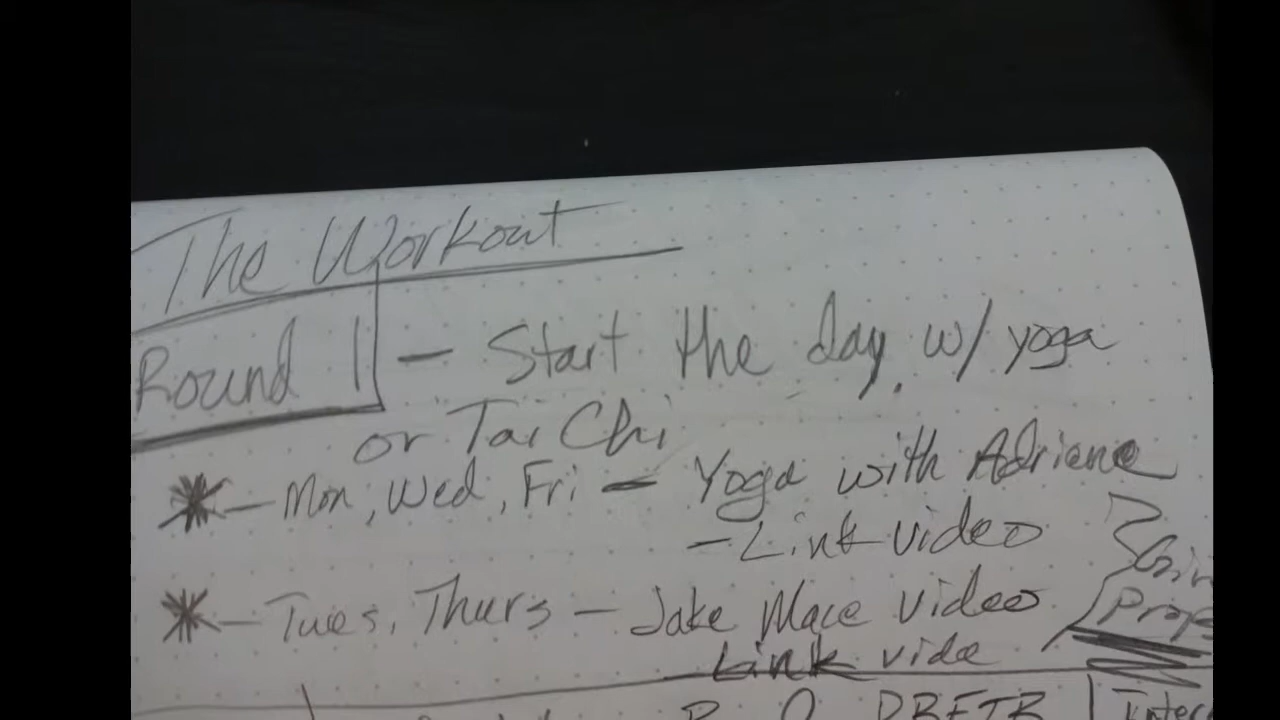 The Workout
Round 1 — Start the day w/ yoga
or Tai Chi
* — Mon, Wed, Fri — Yoga with Adriene
— Link video
* — Tues, Thurs — Jake Mace video
Link vide